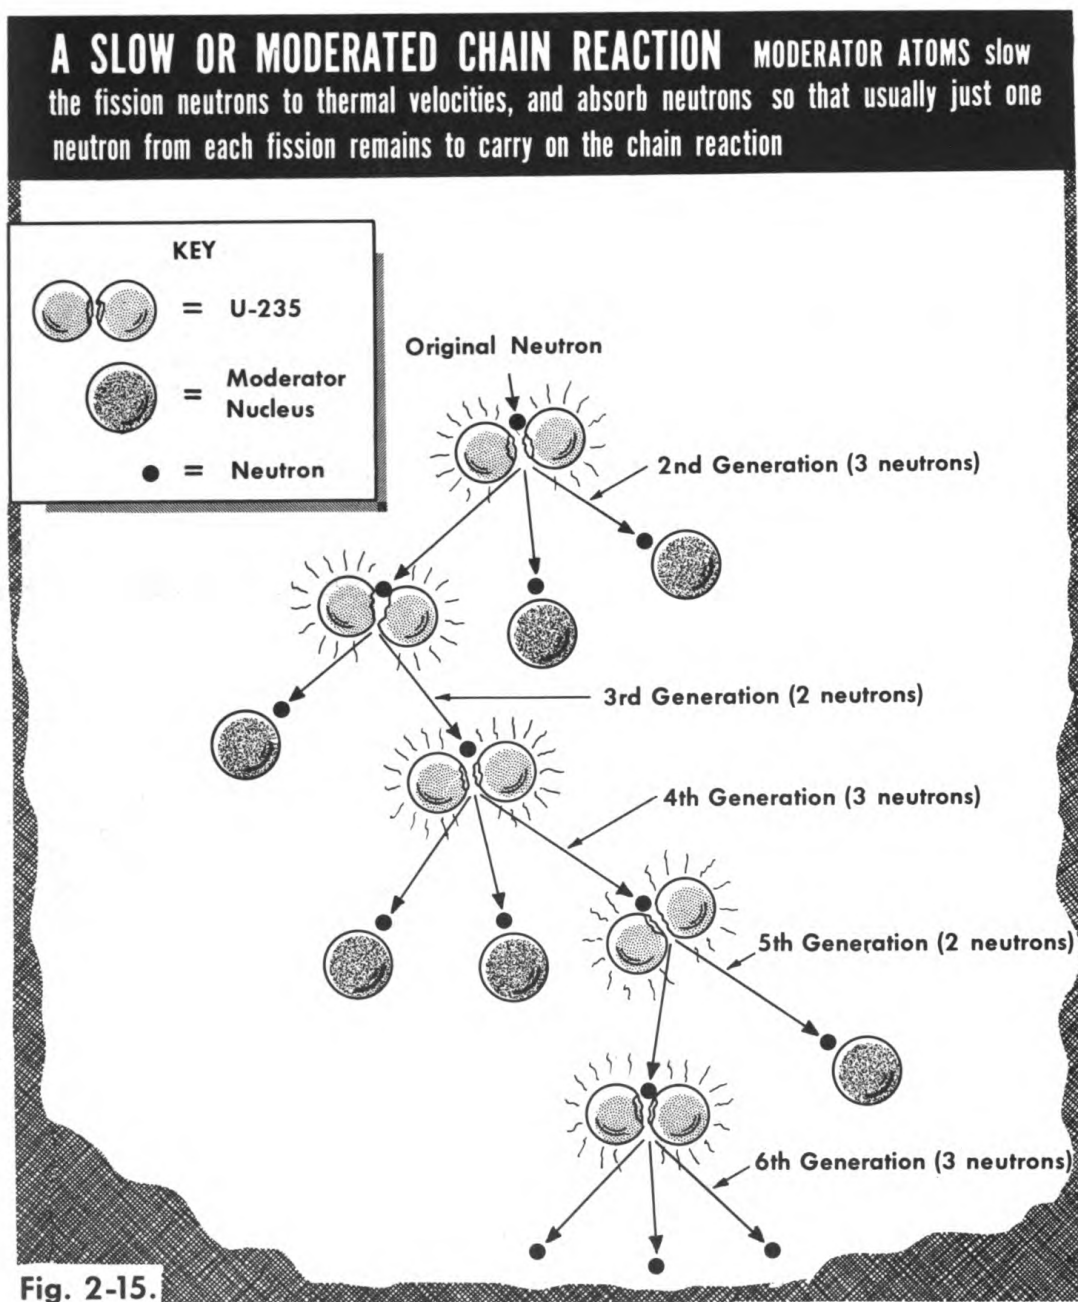 A SLOW OR MODERATED CHAIN REACTION MODERATOR ATOMS slow
the fission neutrons to thermal velocities, and absorb neutrons so that usually just one
neutron from each fission remains to carry on the chain reaction
KEY
= U-235
= Moderator
Nucleus
= Neutron
Original Neutron
2nd Generation (3 neutrons)
3rd Generation (2 neutrons)
4th Generation (3 neutrons)
5th Generation (2 neutrons)
6th Generation (3 neutrons)
Fig. 2-15.